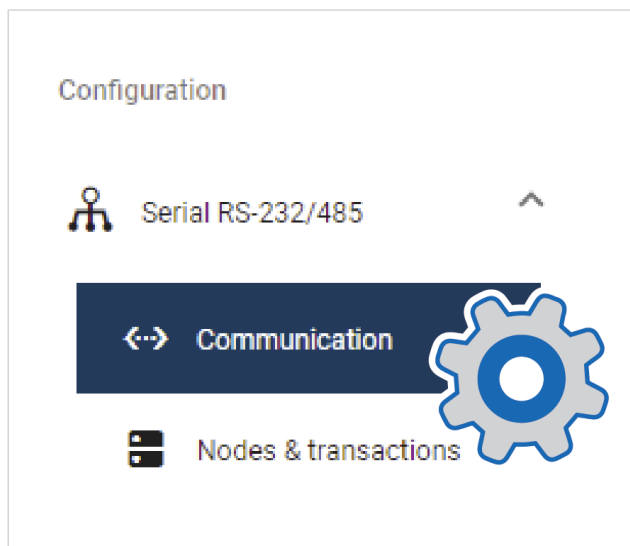 Configuration
Serial RS-232/485
Communication
Nodes & transactions